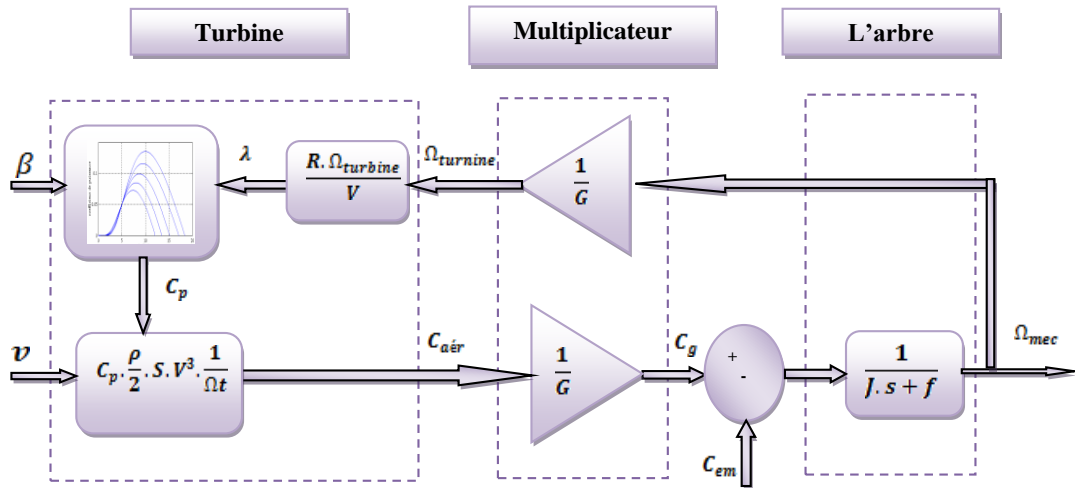 Turbine
Multiplicateur
L'arbre
β
λ
R. Ω_turbine / V
Ω_turnine
1/G
C_p
v
C_p . ρ/2 . S. V³ . 1/Ωt
C_aér
1/G
C_g
+
-
C_em
1 / J. s + f
Ω_mec